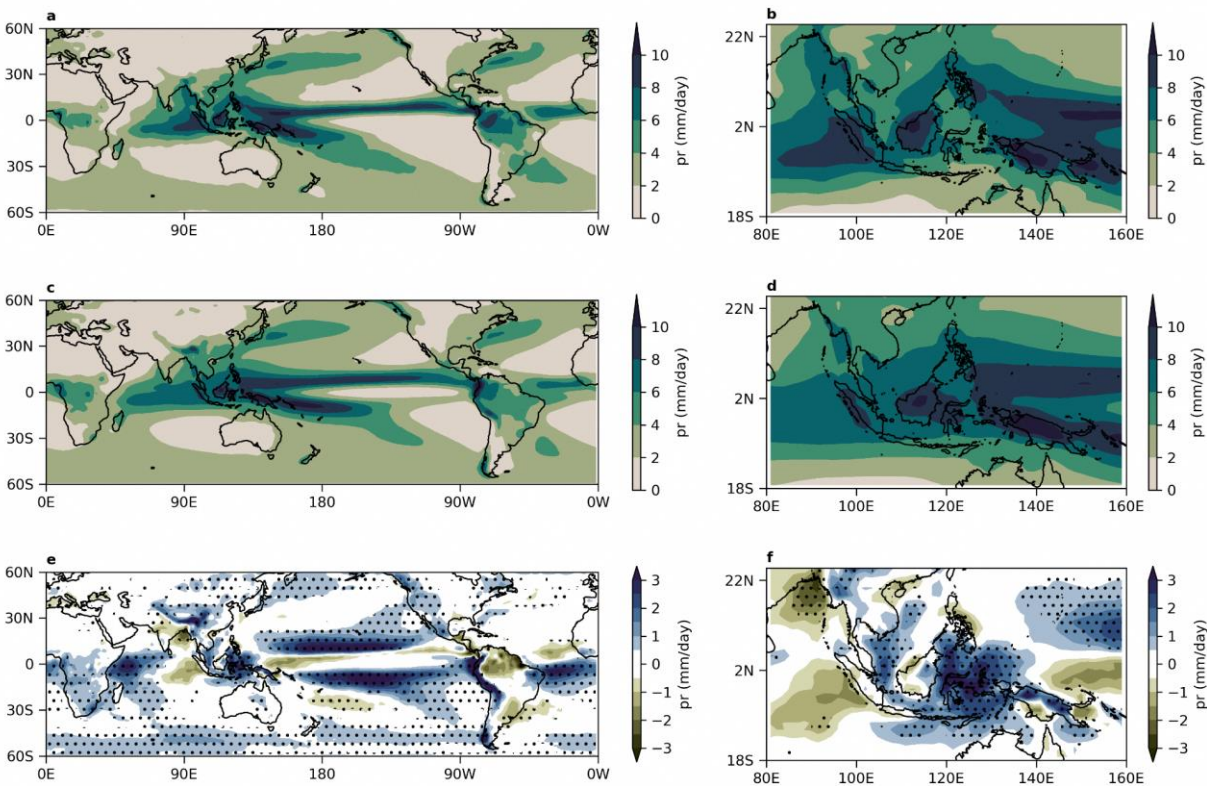 a
60N
30N
0
30S
60S
0E 90E 180 90W 0W
10
8
6
4
2
0
pr (mm/day)
b
22N
2N
18S
80E 100E 120E 140E 160E
10
8
6
4
2
0
pr (mm/day)
c
60N
30N
0
30S
60S
0E 90E 180 90W 0W
10
8
6
4
2
0
pr (mm/day)
d
22N
2N
18S
80E 100E 120E 140E 160E
10
8
6
4
2
0
pr (mm/day)
e
60N
30N
0
30S
60S
0E 90E 180 90W 0W
3
2
1
0
−1
−2
−3
pr (mm/day)
f
22N
2N
18S
80E 100E 120E 140E 160E
3
2
1
0
−1
−2
−3
pr (mm/day)